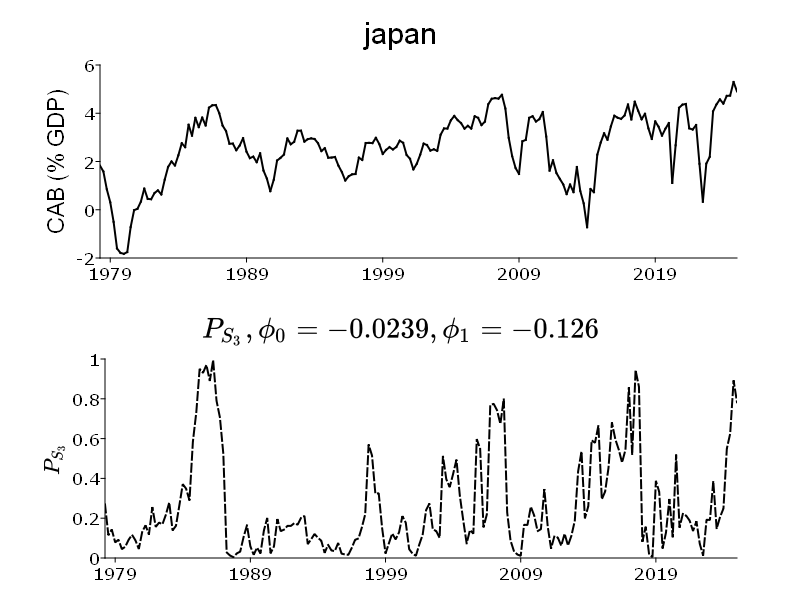 japan
CAB (% GDP)
6
4
2
0
-2
1979 1989 1999 2009 2019
P_{S_3}, ϕ_0 = −0.0239, ϕ_1 = −0.126
P_{S_3}
1
0.8
0.6
0.4
0.2
0
1979 1989 1999 2009 2019